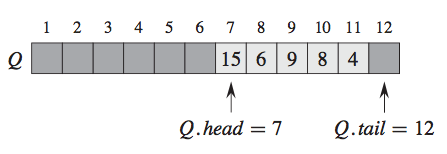 1 2 3 4 5 6 7 8 9 10 11 12
Q 15 6 9 8 4
Q.head = 7 Q.tail = 12